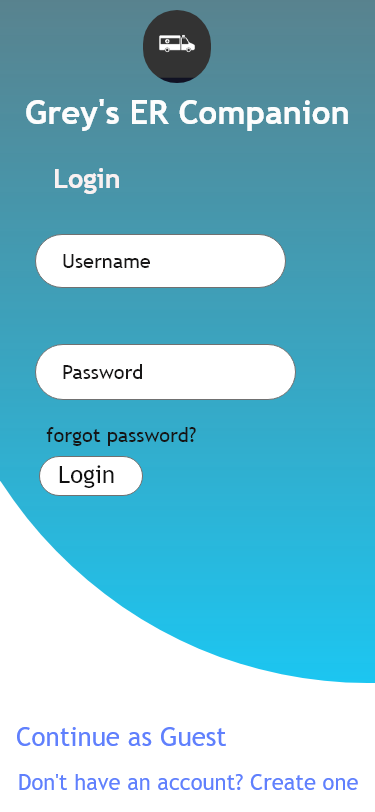 Grey's ER Companion
Login
Username
Password
forgot password?
Login
Continue as Guest
Don't have an account? Create one